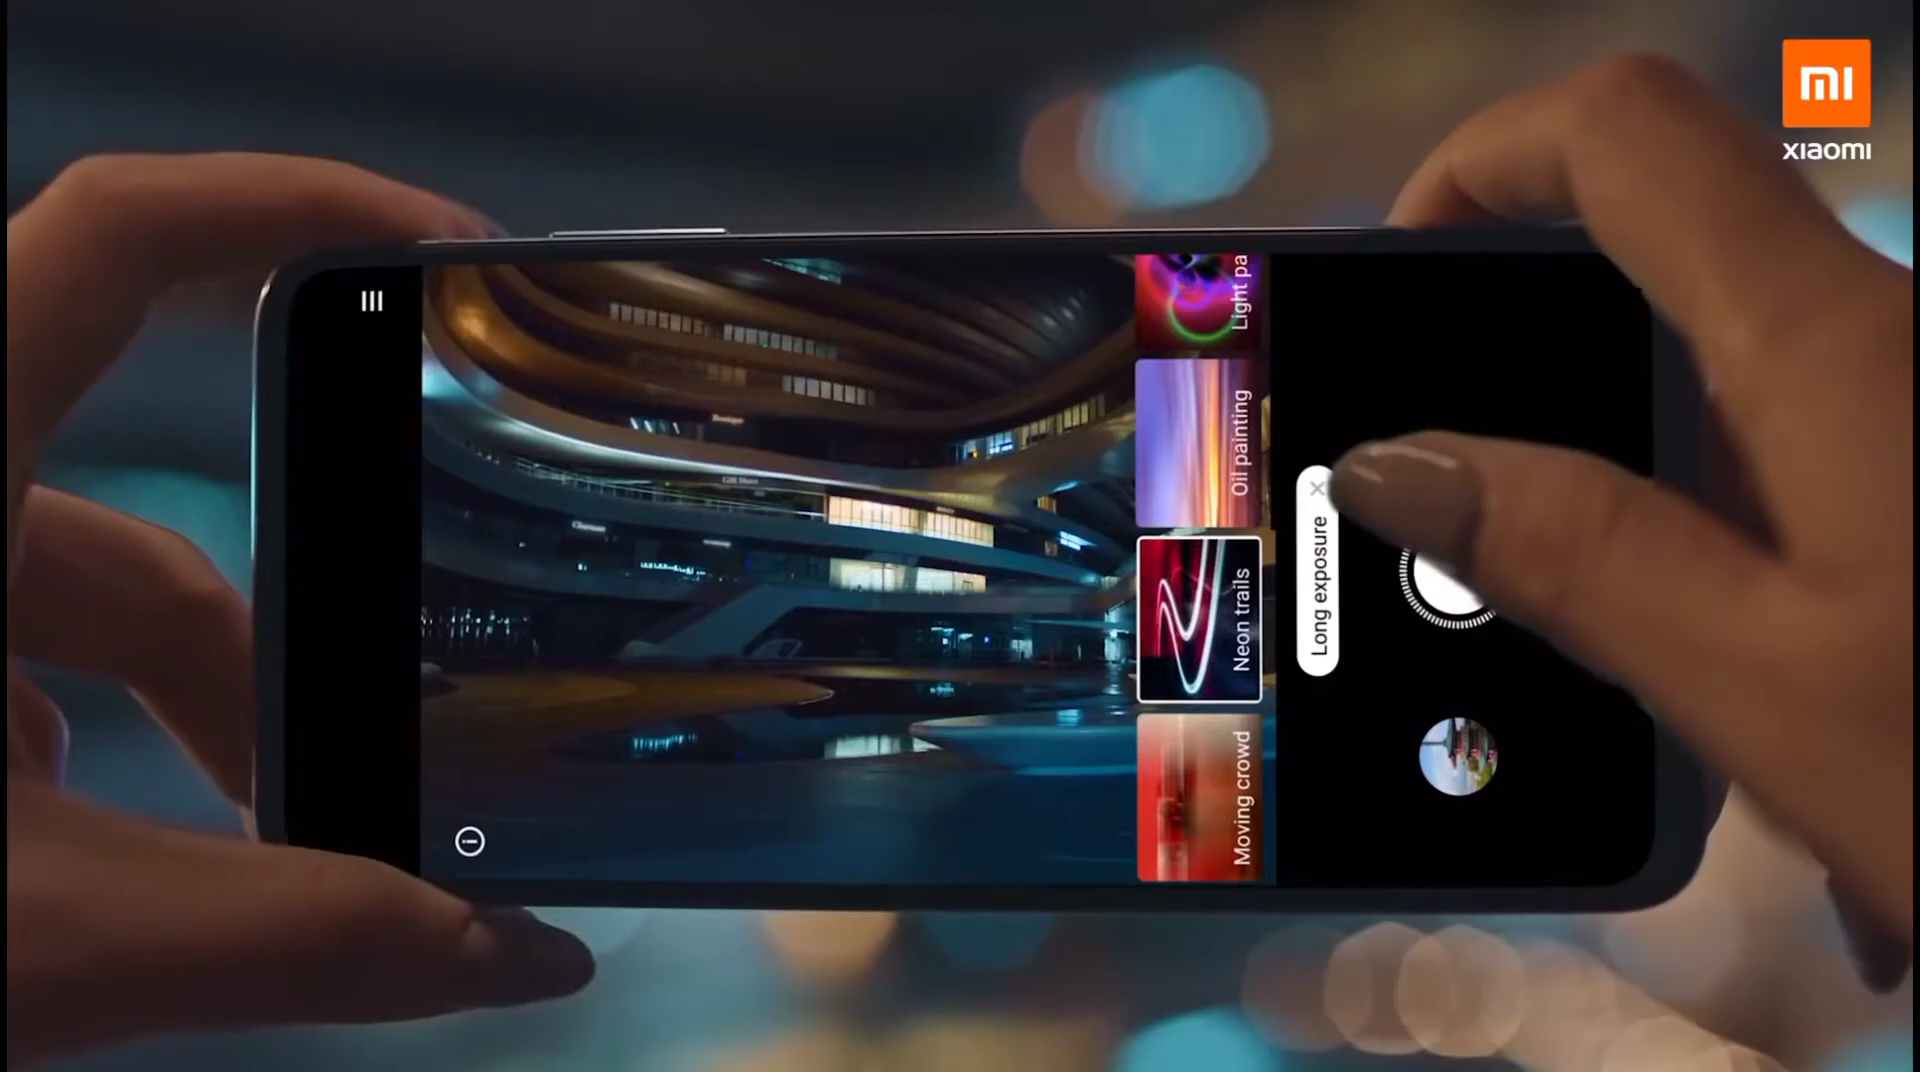 mi
XIAOMI
Light pa
Oil painting
Neon trails
Moving crowd
Long exposure